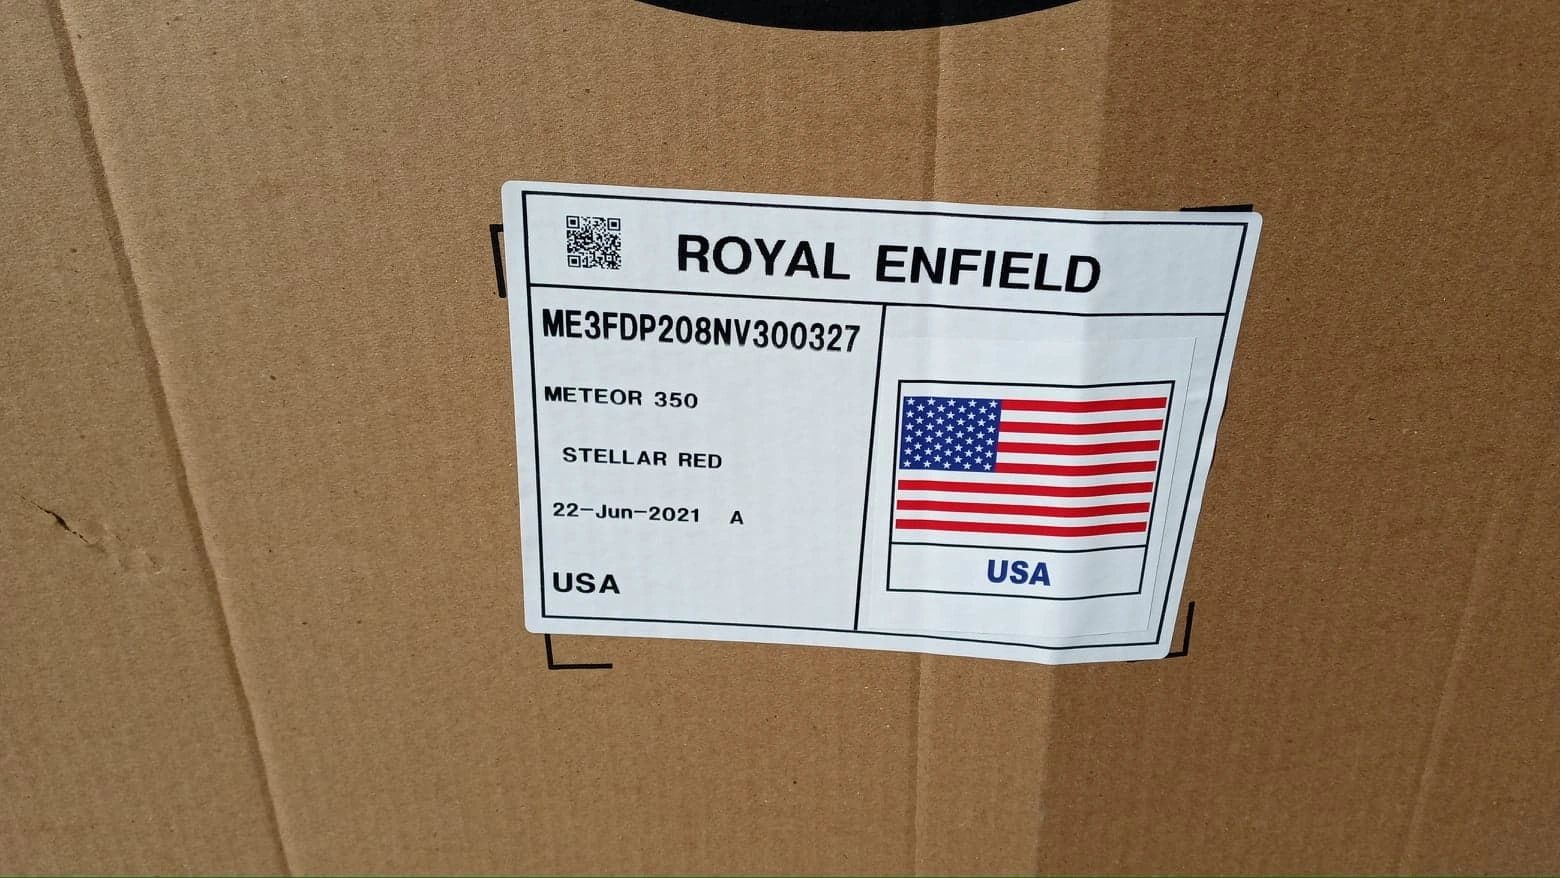 ROYAL ENFIELD
ME3FDP208NV300327
METEOR 350
STELLAR RED
22-Jun-2021 A
USA
USA